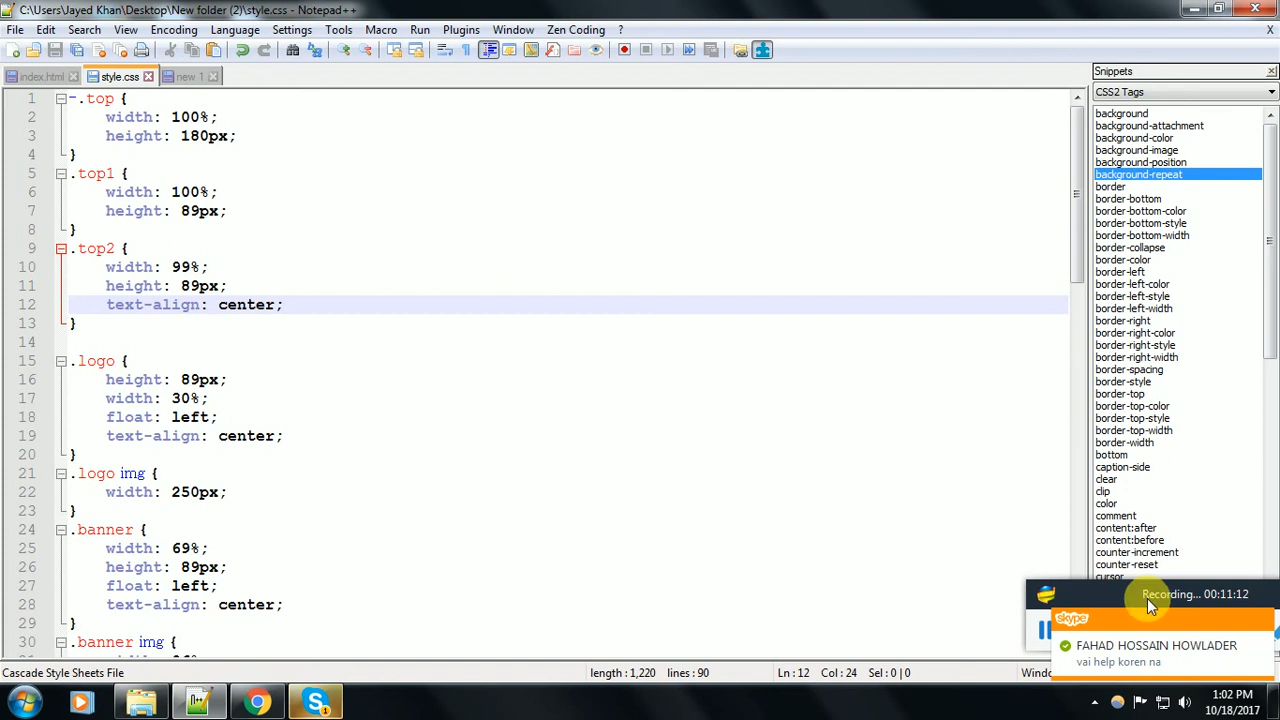 C:\Users\Jayed Khan\Desktop\New folder (2)\style.css - Notepad++
File Edit Search View Encoding Language Settings Tools Macro Run Plugins Window Zen Coding ? X
index.html style.css new 1
Snippets
CSS2 Tags
1 .top {
2 width: 100%;
3 height: 180px;
4 }
5 .top1 {
6 width: 100%;
7 height: 89px;
8 }
9 .top2 {
10 width: 99%;
11 height: 89px;
12 text-align: center;
13 }
14
15 .logo {
16 height: 89px;
17 width: 30%;
18 float: left;
19 text-align: center;
20 }
21 .logo img {
22 width: 250px;
23 }
24 .banner {
25 width: 69%;
26 height: 89px;
27 float: left;
28 text-align: center;
29 }
30 .banner img {
background
background-attachment
background-color
background-image
background-position
background-repeat
border
border-bottom
border-bottom-color
border-bottom-style
border-bottom-width
border-collapse
border-color
border-left
border-left-color
border-left-style
border-left-width
border-right
border-right-color
border-right-style
border-right-width
border-spacing
border-style
border-top
border-top-color
border-top-style
border-top-width
border-width
bottom
caption-side
clear
clip
color
comment
content:after
content:before
counter-increment
counter-reset
cursor
Recording... 00:11:12
skype
FAHAD HOSSAIN HOWLADER
vai help koren na
Cascade Style Sheets File length : 1,220 lines : 90 Ln : 12 Col : 24 Sel : 0 | 0
1
1:02 PM
10/18/2017